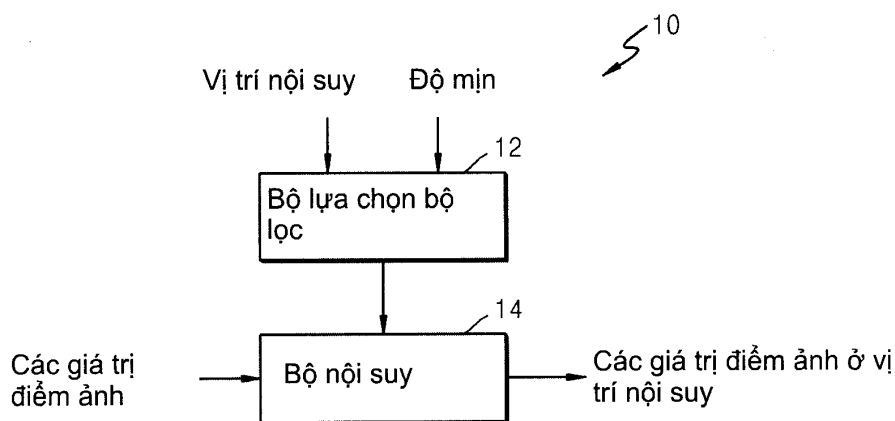 10
Vị trí nội suy
Độ mịn
12
Bộ lựa chọn bộ
lọc
14
Các giá trị
điểm ảnh
Bộ nội suy
Các giá trị điểm ảnh ở vị
trí nội suy